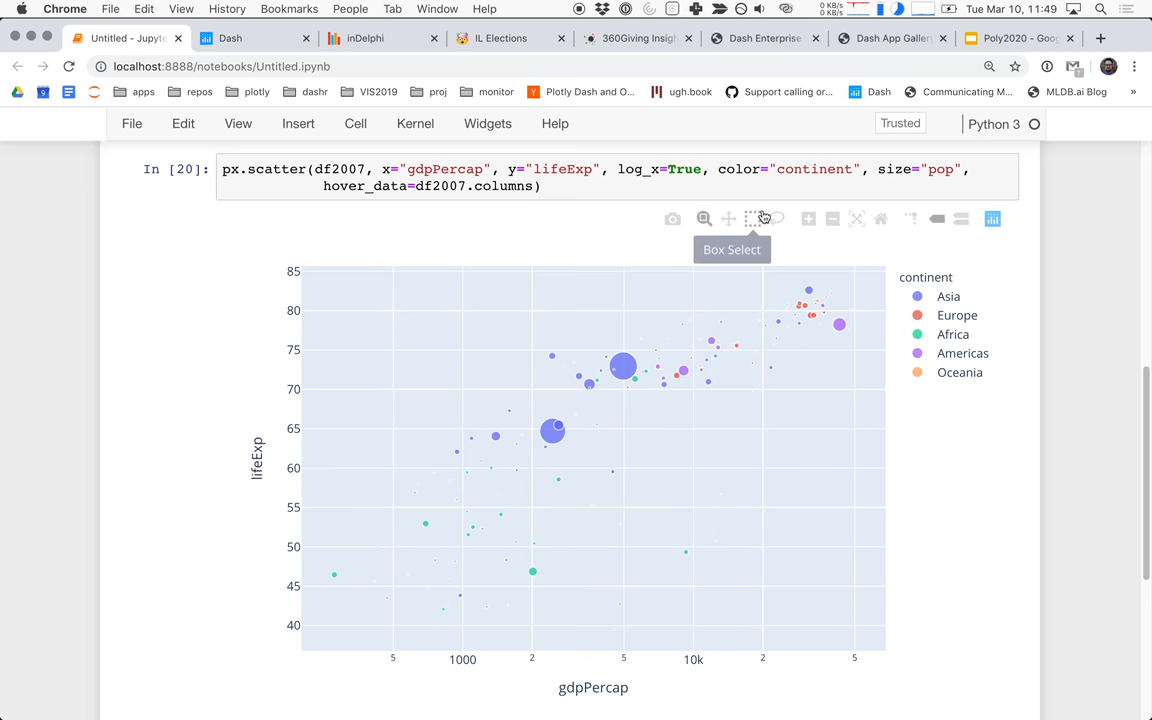 Chrome File Edit View History Bookmarks People Tab Window Help 0 KB/s 0 KB/s Tue Mar 10, 11:49
Untitled - Jupyte Dash inDelphi IL Elections 360Giving Insigh Dash Enterprise Dash App Galler Poly2020 - Goog
localhost:8888/notebooks/Untitled.ipynb
apps repos plotly dashr VIS2019 proj monitor Plotly Dash and O... ugh.book Support calling or... Dash Communicating M... MLDB.ai Blog »
File Edit View Insert Cell Kernel Widgets Help Trusted Python 3
In [20]: px.scatter(df2007, x="gdpPercap", y="lifeExp", log_x=True, color="continent", size="pop",
hover_data=df2007.columns)
Box Select
85
80
75
70
65
60
55
50
45
40
lifeExp
5 1000 2 5 10k 2 5
gdpPercap
continent
Asia
Europe
Africa
Americas
Oceania